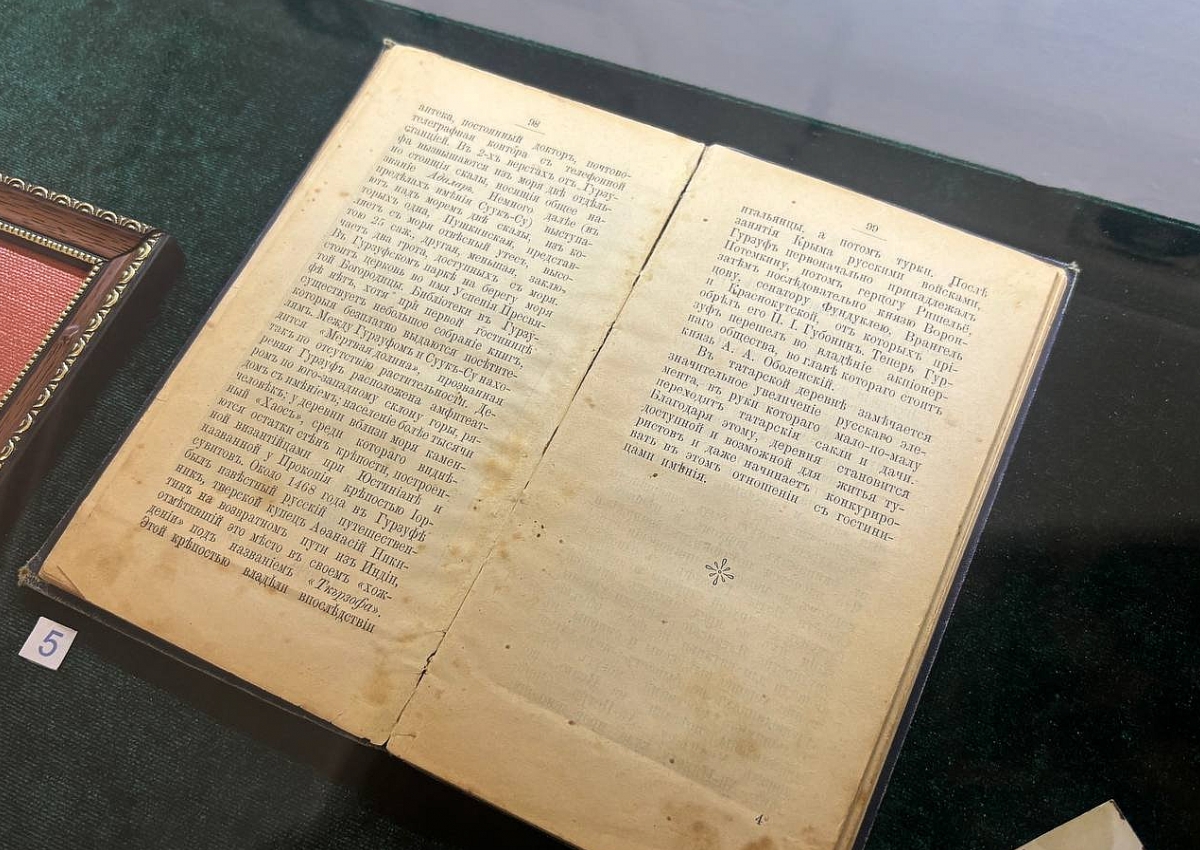 98
аптека, постоянный докторъ, почтово-
телеграфная контора съ телефонной
станціей. Въ 2-хъ верстахъ отъ Гурзу-
фа возвышаются изъ моря двѣ отдѣль-
но стоящія скалы, носящія общее на-
званіе Адалары. Немного далѣе (въ
предѣлахъ имѣнія Суукъ-Су) выступа-
ютъ надъ моремъ двѣ скалы, изъ ко-
торыхъ одна, Пушкинская, представ-
ляетъ съ моря отвѣсный утесъ, высо-
тою 25 саж., другая, меньшая, заклю-
чаетъ два грота, доступныхъ съ моря.
Въ Гурзуфскомъ паркѣ на берегу моря
стоитъ церковь во имя Успенія Пресвя-
той Богородицы. Библіотеки въ Гурзу-
фѣ нѣтъ, хотя при первой гостиницѣ
существуетъ небольшое собраніе книгъ,
которыя безплатно выдаются посѣтите-
лямъ. Между Гурзуфомъ и Суукъ-Су нахо-
дится «Мертвая долина», прозванная
такъ по отсутствію растительности. Де-
ревня Гурзуфъ расположена амфитеат-
ромъ по юго-западному склону горы, ря-
домъ съ имѣніемъ; населеніе болѣе тысячи
человѣкъ; у деревни вблизи моря камен-
ный «Хаосъ», среди котораго виднѣ-
ются остатки стѣнъ крѣпости, построен-
ной византійцами при Юстиніанѣ и
названной у Прокопія крѣпостью Гор-
сувитовъ. Около 1468 года въ Гурзуфѣ
былъ извѣстный русскій путешествен-
никъ, тверской купецъ Аѳанасій Ники-
тинъ на возвратномъ пути изъ Индіи,
отмѣтившій это мѣсто въ своемъ «хож-
деніи» подъ названіемъ «Ткързофа».
Этой крѣпостью владѣли впослѣдствіи
99
итальянцы, а потомъ турки. Послѣ
занятія Крыма русскими войсками,
Гурзуфъ первоначально принадлежалъ
Потемкину, потомъ герцогу Ришельё,
затѣмъ послѣдовательно князю Ворон-
цову, сенатору Фундуклею, Врангель
и Краснокутской, отъ которыхъ прі-
обрѣлъ его П. І. Губонинъ. Теперь Гур-
зуфъ перешелъ во владѣніе акціонер-
наго общества, во главѣ котораго стоитъ
князь А. А. Оболенскій.
Въ татарской деревнѣ замѣчается
значительное увеличеніе русскаго эле-
мента, въ руки котораго мало-по-малу
переходятъ татарскія сакли и дачи.
Благодаря этому, деревня становится
доступной и возможной для житья ту-
ристовъ и даже начинаетъ конкуриро-
вать въ этомъ отношеніи съ гостини-
цами имѣнія.
4*
5